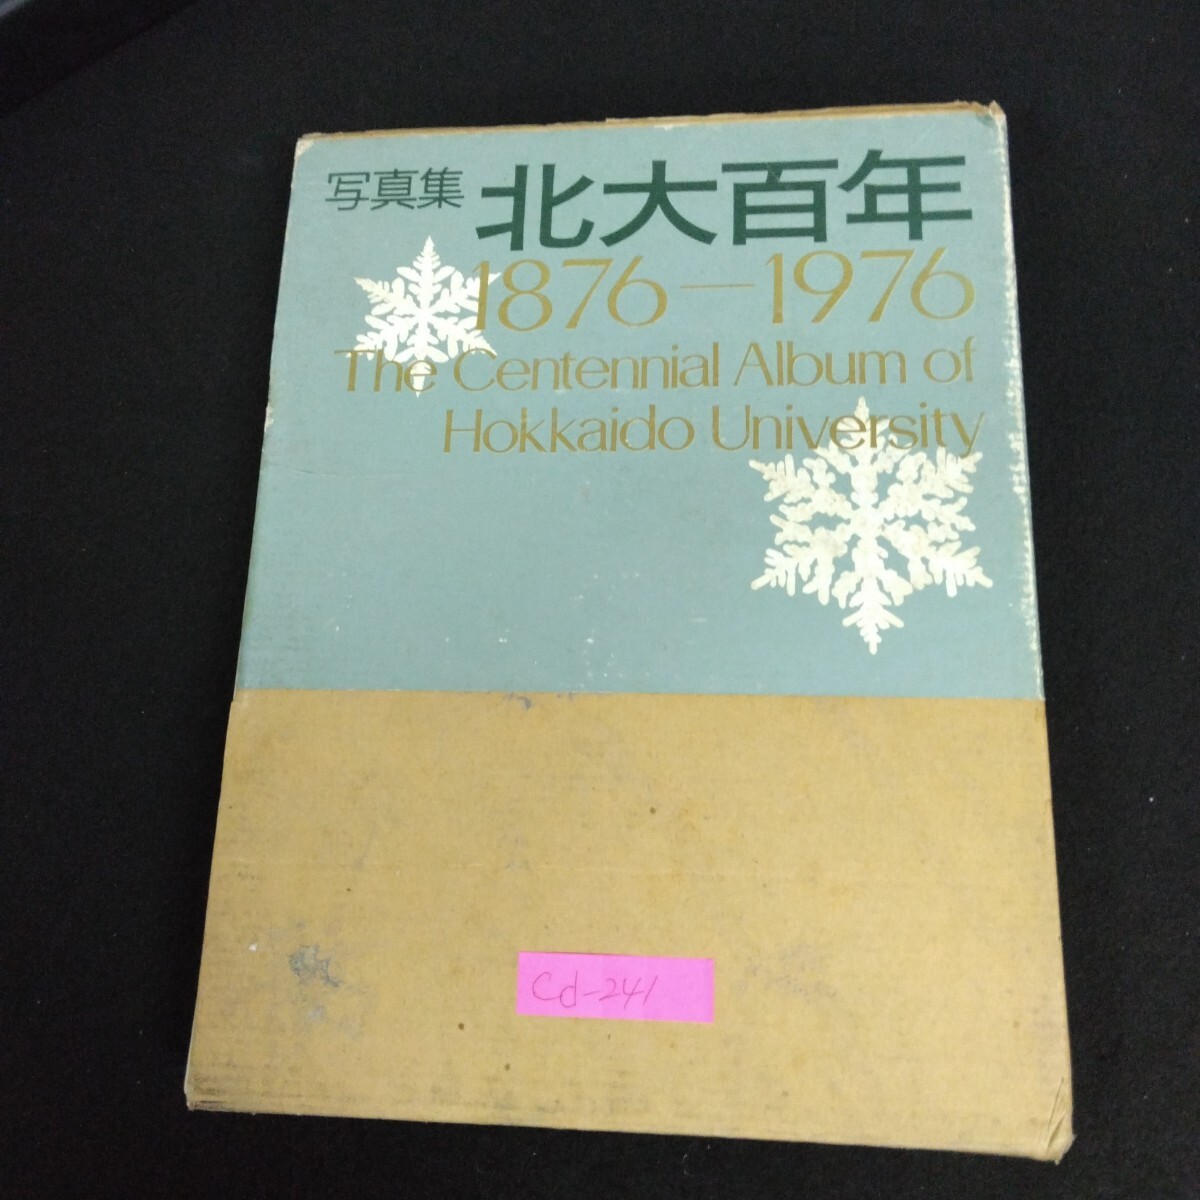 写真集 北大百年
1876—1976
The Centennial Album of
Hokkaido University
Cd-241